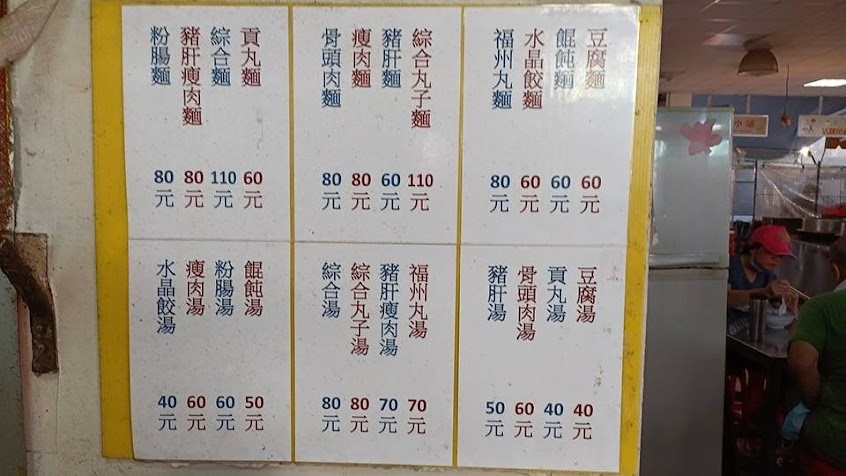 豆腐麵 60元
餛飩麵 60元
水晶餃麵 60元
福州丸麵 80元
綜合丸子麵 110元
豬肝麵 60元
瘦肉麵 80元
骨頭肉麵 80元
貢丸麵 60元
綜合麵 110元
豬肝瘦肉麵 80元
粉腸麵 80元
豆腐湯 40元
貢丸湯 40元
骨頭肉湯 60元
豬肝湯 50元
福州丸湯 70元
豬肝瘦肉湯 70元
綜合丸子湯 80元
綜合湯 80元
餛飩湯 50元
粉腸湯 60元
瘦肉湯 60元
水晶餃湯 40元